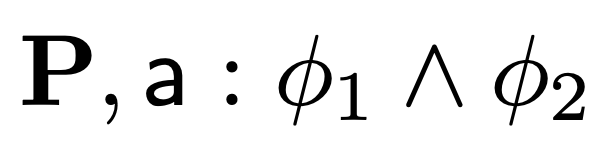 𝐏, 𝖺 : ϕ₁ ∧ ϕ₂